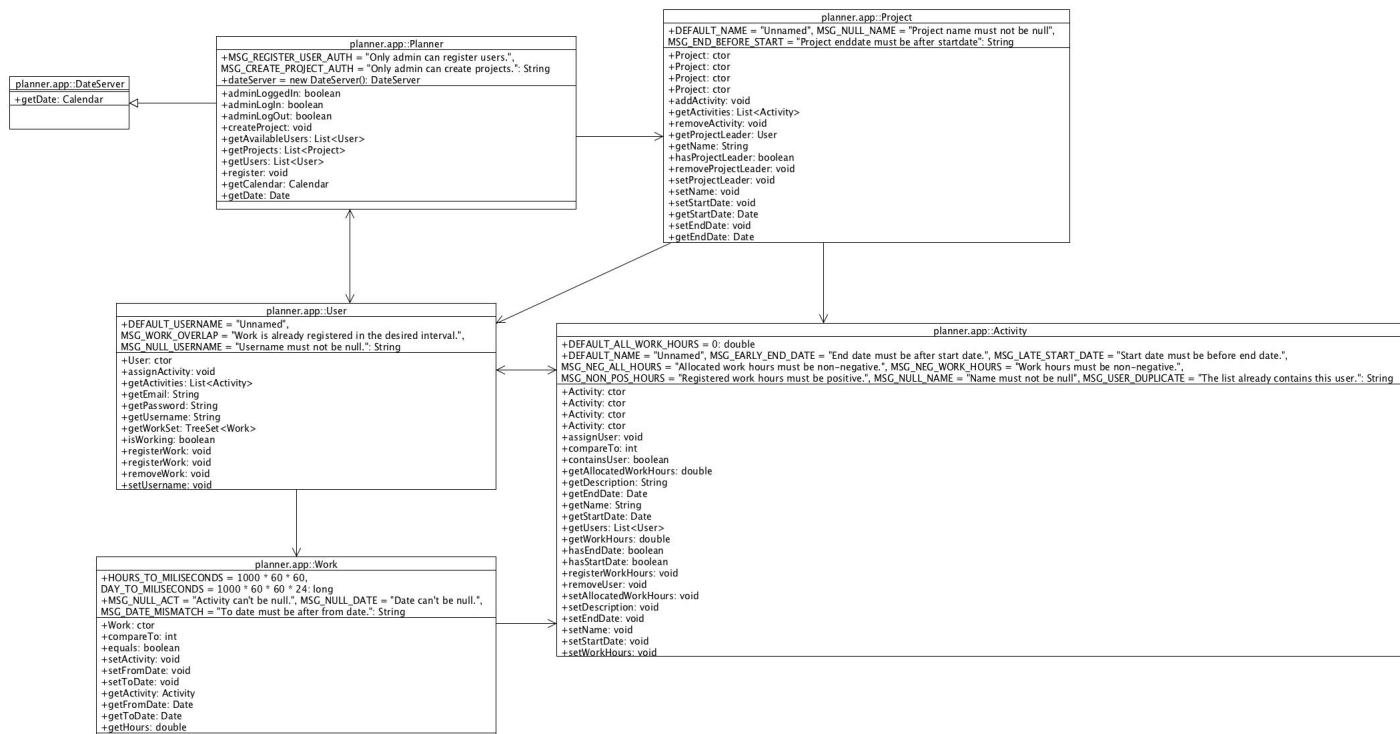 planner.app::DateServer
+getDate: Calendar
planner.app::Planner
+MSG_REGISTER_USER_AUTH = "Only admin can register users.",
MSG_CREATE_PROJECT_AUTH = "Only admin can create projects.": String
+dateServer = new DateServer(): DateServer
+adminLoggedIn: boolean
+adminLogIn: boolean
+adminLogOut: boolean
+createProject: void
+getAvailableUsers: List<User>
+getProjects: List<Project>
+getUsers: List<User>
+register: void
+getCalendar: Calendar
+getDate: Date
planner.app::Project
+DEFAULT_NAME = "Unnamed", MSG_NULL_NAME = "Project name must not be null",
MSG_END_BEFORE_START = "Project enddate must be after startdate": String
+Project: ctor
+Project: ctor
+Project: ctor
+Project: ctor
+addActivity: void
+getActivities: List<Activity>
+removeActivity: void
+getProjectLeader: User
+getName: String
+hasProjectLeader: boolean
+removeProjectLeader: void
+setProjectLeader: void
+setName: void
+setStartDate: void
+getStartDate: Date
+setEndDate: void
+getEndDate: Date
planner.app::User
+DEFAULT_USERNAME = "Unnamed",
MSG_WORK_OVERLAP = "Work is already registered in the desired interval.",
MSG_NULL_USERNAME = "Username must not be null.": String
+User: ctor
+assignActivity: void
+getActivities: List<Activity>
+getEmail: String
+getPassword: String
+getUsername: String
+getWorkSet: TreeSet<Work>
+isWorking: boolean
+registerWork: void
+registerWork: void
+removeWork: void
+setUsername: void
planner.app::Activity
+DEFAULT_ALL_WORK_HOURS = 0: double
+DEFAULT_NAME = "Unnamed", MSG_EARLY_END_DATE = "End date must be after start date.", MSG_LATE_START_DATE = "Start date must be before end date.",
MSG_NEG_ALL_HOURS = "Allocated work hours must be non-negative.", MSG_NEG_WORK_HOURS = "Work hours must be non-negative.",
MSG_NON_POS_HOURS = "Registered work hours must be positive.", MSG_NULL_NAME = "Name must not be null", MSG_USER_DUPLICATE = "The list already contains this user.": String
+Activity: ctor
+Activity: ctor
+Activity: ctor
+Activity: ctor
+assignUser: void
+compareTo: int
+containsUser: boolean
+getAllocatedWorkHours: double
+getDescription: String
+getEndDate: Date
+getName: String
+getStartDate: Date
+getUsers: List<User>
+getWorkHours: double
+hasEndDate: boolean
+hasStartDate: boolean
+registerWorkHours: void
+removeUser: void
+setAllocatedWorkHours: void
+setDescription: void
+setEndDate: void
+setName: void
+setStartDate: void
+setWorkHours: void
planner.app::Work
+HOURS_TO_MILISECONDS = 1000 * 60 * 60,
DAY_TO_MILISECONDS = 1000 * 60 * 60 * 24: long
+MSG_NULL_ACT = "Activity can't be null.", MSG_NULL_DATE = "Date can't be null.",
MSG_DATE_MISMATCH = "To date must be after from date.": String
+Work: ctor
+compareTo: int
+equals: boolean
+setActivity: void
+setFromDate: void
+setToDate: void
+getActivity: Activity
+getFromDate: Date
+getToDate: Date
+getHours: double